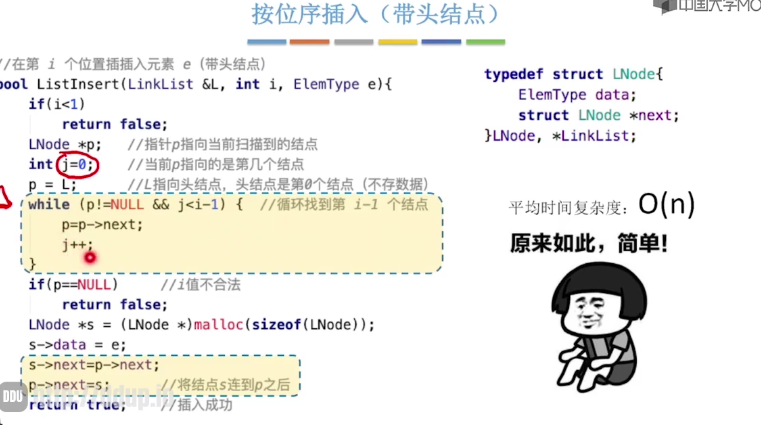 按位序插入（带头结点）
中国大学MO
//在第 i 个位置插插入元素 e（带头结点）
bool ListInsert(LinkList &L, int i, ElemType e){
if(i<1)
return false;
LNode *p; //指针p指向当前扫描到的结点
int j=0; //当前p指向的是第几个结点
p = L; //L指向头结点，头结点是第0个结点（不存数据）
while (p!=NULL && j<i-1) { //循环找到第 i-1 个结点
p=p->next;
j++;
}
if(p==NULL) //i值不合法
return false;
LNode *s = (LNode *)malloc(sizeof(LNode));
s->data = e;
s->next=p->next;
p->next=s; //将结点s连到p之后
return true; //插入成功
typedef struct LNode{
ElemType data;
struct LNode *next;
}LNode, *LinkList;
平均时间复杂度：O(n)
原来如此，简单！
DDU